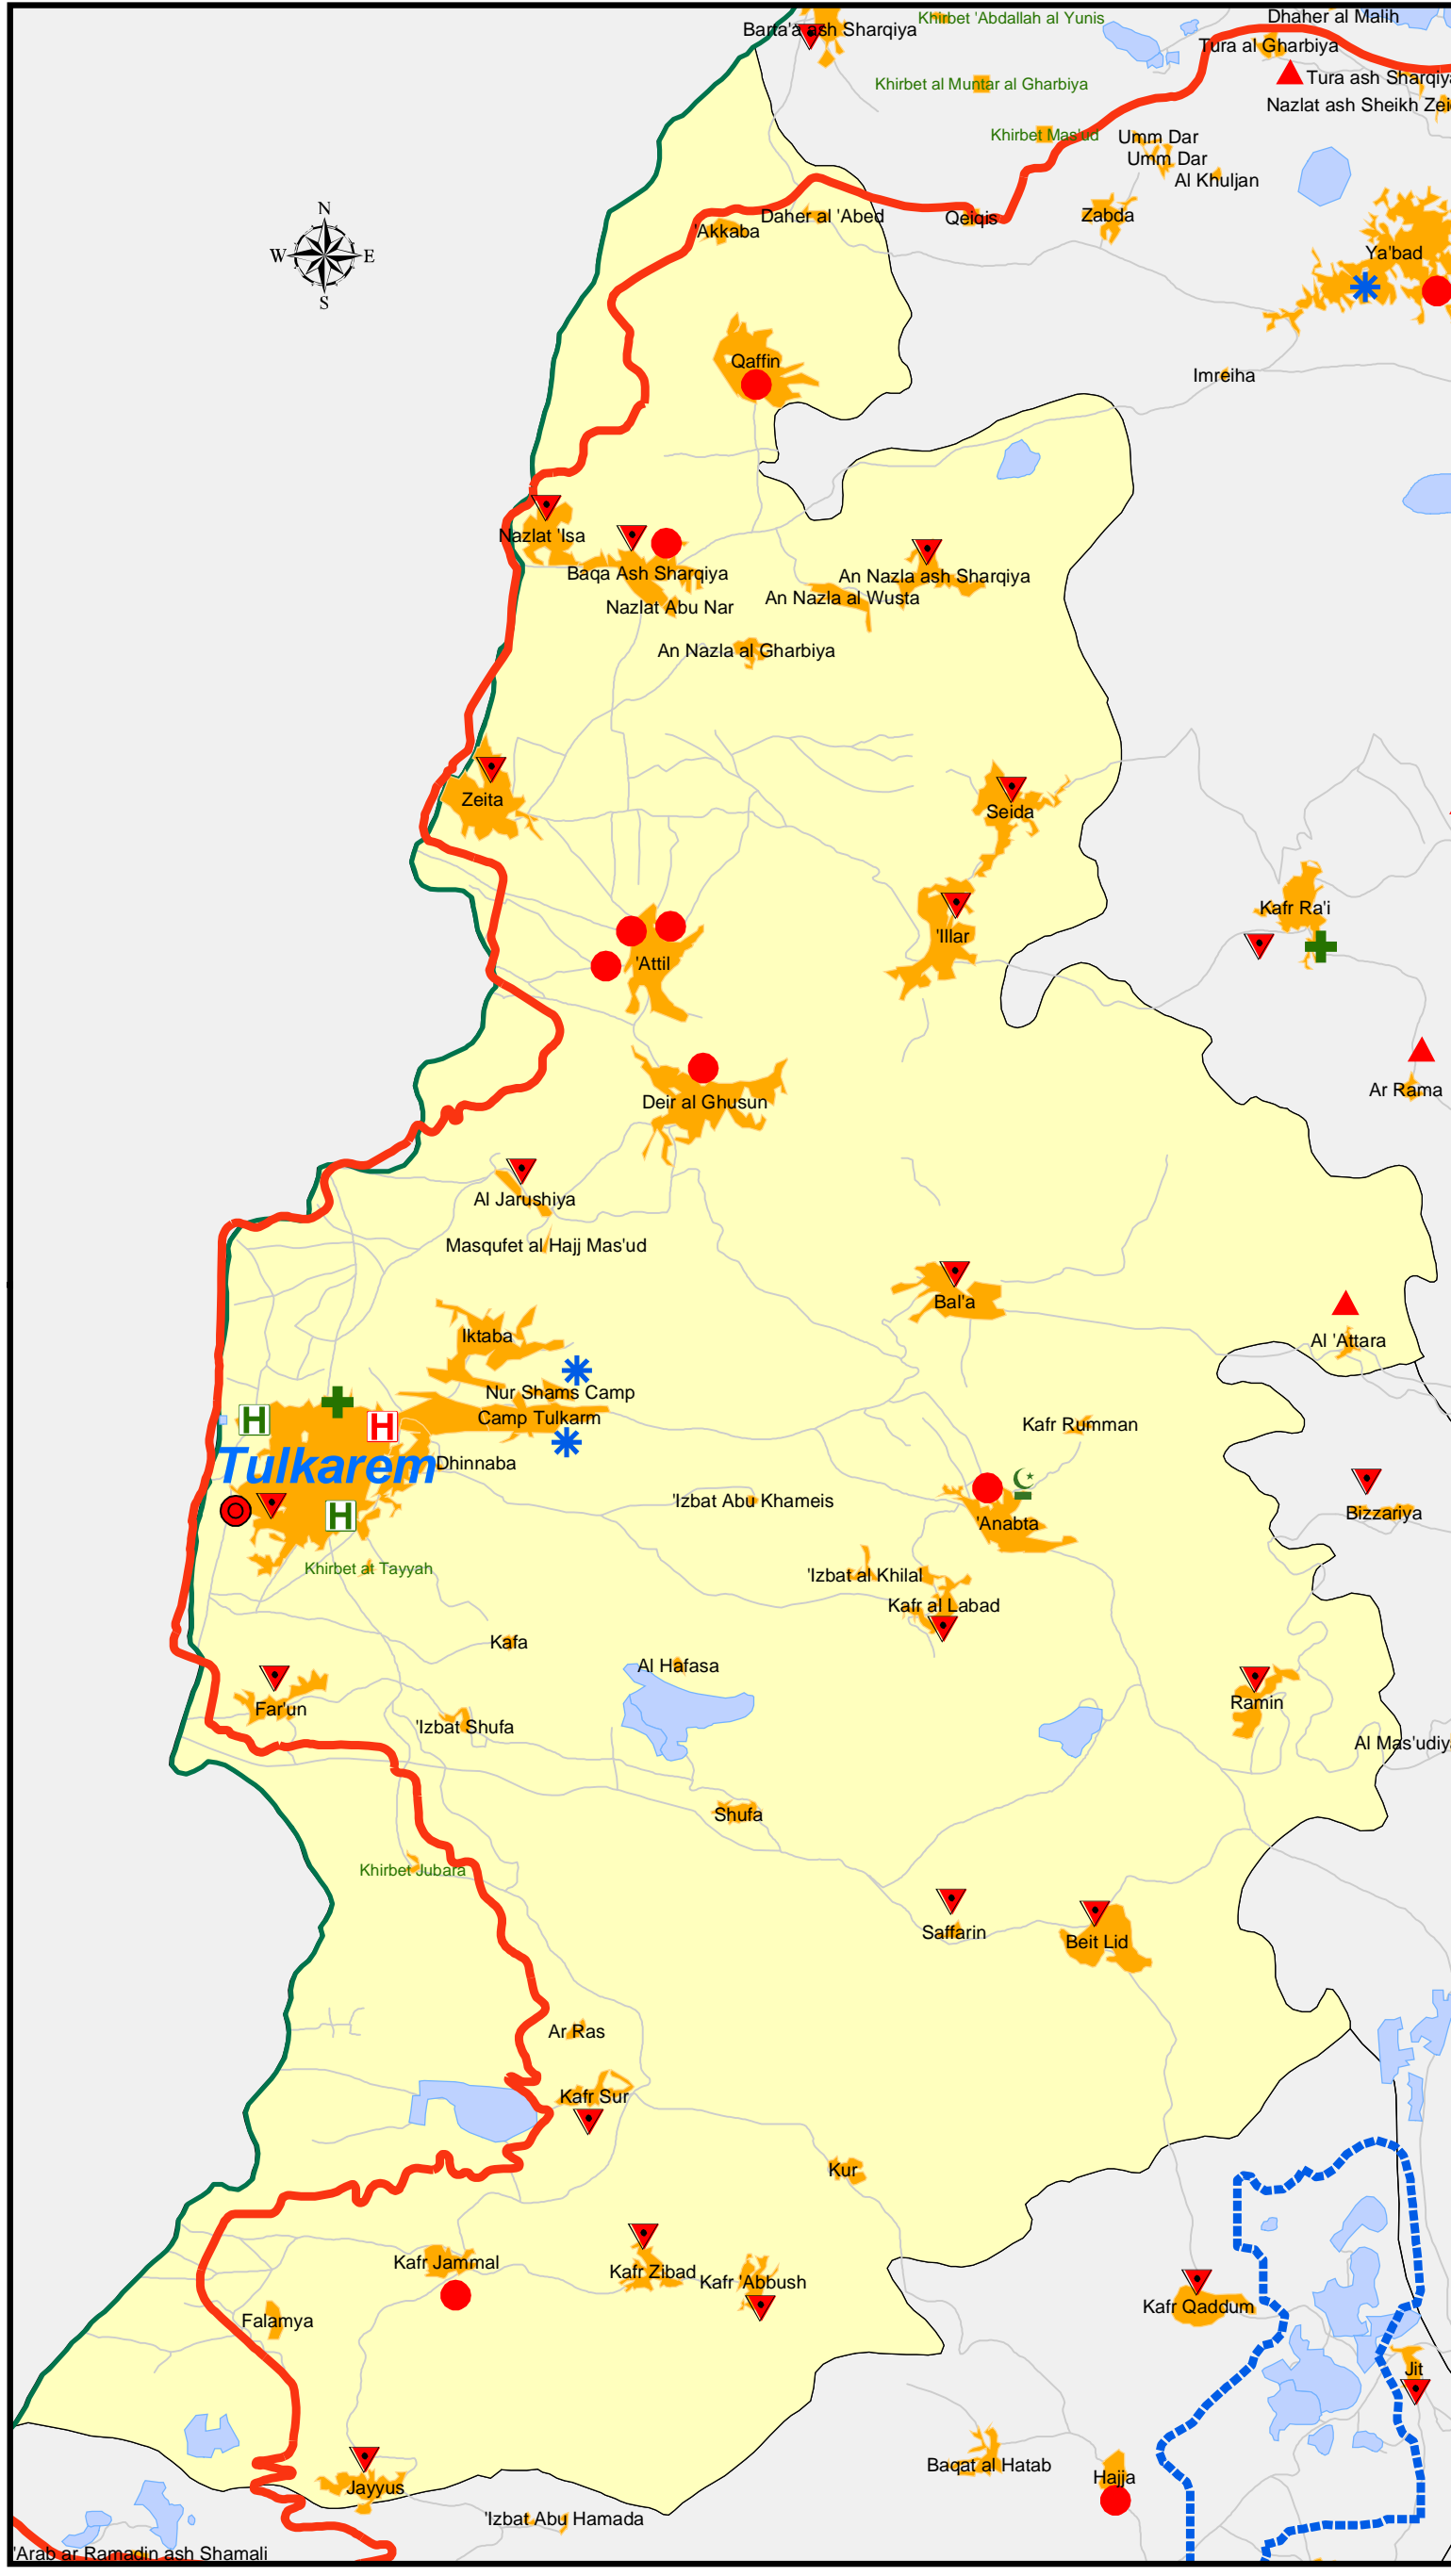 Dhaher al Malih
Khirbet 'Abdallah al Yunis
Barta'a ash Sharqiya
Tura al Gharbiya
Tura ash Sharqiya
Khirbet al Muntar al Gharbiya
Nazlat ash Sheikh Zei
Khirbet Mas'ud
Umm Dar
Umm Dar
Al Khuljan
N
W E
S
Daher al 'Abed
Qeiqis
Zabda
'Akkaba
Ya'bad
Qaffin
Imreiha
Nazlat 'Isa
Baqa Ash Sharqiya
An Nazla ash Sharqiya
Nazlat Abu Nar
An Nazla al Wusta
An Nazla al Gharbiya
Zeita
Seida
Kafr Ra'i
'Illar
'Attil
Ar Rama
Deir al Ghusun
Al Jarushiya
Masqufet al Hajj Mas'ud
Bal'a
Iktaba
Al 'Attara
Nur Shams Camp
Camp Tulkarm
H
H
Kafr Rumman
Tulkarem
Dhinnaba
'Izbat Abu Khameis
H
'Anabta
Bizzariya
Khirbet at Tayyah
'Izbat al Khilal
Kafr al Labad
Kafa
Al Hafasa
Far'un
Ramin
'Izbat Shufa
Al Mas'udiy
Shufa
Khirbet Jubara
Saffarin
Beit Lid
Ar Ras
Kafr Sur
Kur
Kafr Jammal
Kafr Zibad
Kafr 'Abbush
Kafr Qaddum
Falamya
Jit
Baqat al Hatab
Hajja
Jayyus
'Izbat Abu Hamada
'Arab ar Ramadin ash Shamali